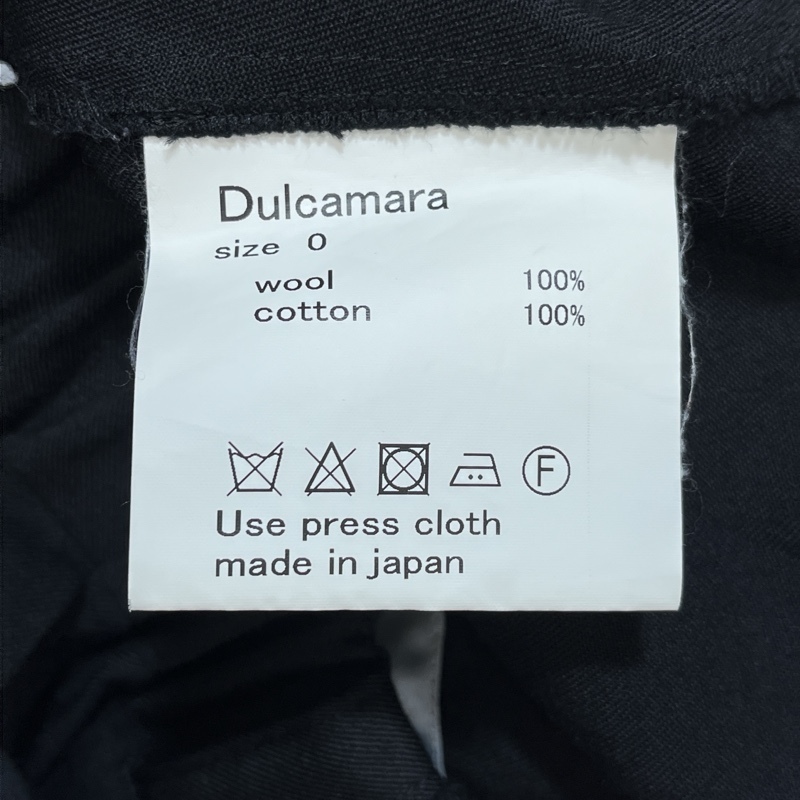 Dulcamara
size 0
wool 100%
cotton 100%
F
Use press cloth
made in japan